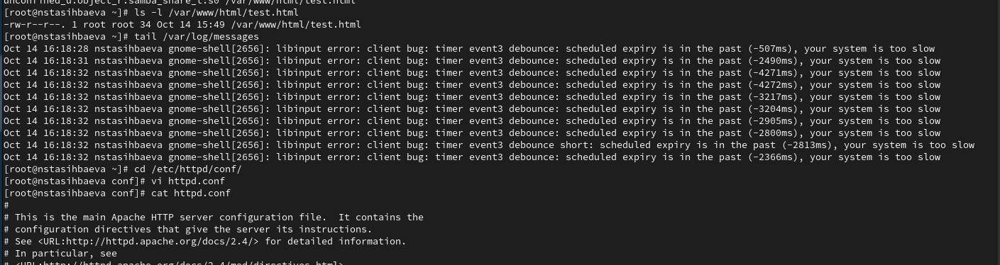 unconfined_u:object_r:samba_share_t:s0 /var/www/html/test.html
[root@nstasihbaeva ~]# ls -l /var/www/html/test.html
-rw-r--r--. 1 root root 34 Oct 14 15:49 /var/www/html/test.html
[root@nstasihbaeva ~]# tail /var/log/messages
Oct 14 16:18:28 nstasihbaeva gnome-shell[2656]: libinput error: client bug: timer event3 debounce: scheduled expiry is in the past (-507ms), your system is too slow
Oct 14 16:18:31 nstasihbaeva gnome-shell[2656]: libinput error: client bug: timer event3 debounce: scheduled expiry is in the past (-2490ms), your system is too slow
Oct 14 16:18:32 nstasihbaeva gnome-shell[2656]: libinput error: client bug: timer event3 debounce: scheduled expiry is in the past (-4271ms), your system is too slow
Oct 14 16:18:32 nstasihbaeva gnome-shell[2656]: libinput error: client bug: timer event3 debounce: scheduled expiry is in the past (-4272ms), your system is too slow
Oct 14 16:18:32 nstasihbaeva gnome-shell[2656]: libinput error: client bug: timer event3 debounce: scheduled expiry is in the past (-3217ms), your system is too slow
Oct 14 16:18:32 nstasihbaeva gnome-shell[2656]: libinput error: client bug: timer event3 debounce: scheduled expiry is in the past (-3204ms), your system is too slow
Oct 14 16:18:32 nstasihbaeva gnome-shell[2656]: libinput error: client bug: timer event3 debounce: scheduled expiry is in the past (-2905ms), your system is too slow
Oct 14 16:18:32 nstasihbaeva gnome-shell[2656]: libinput error: client bug: timer event3 debounce: scheduled expiry is in the past (-2800ms), your system is too slow
Oct 14 16:18:32 nstasihbaeva gnome-shell[2656]: libinput error: client bug: timer event3 debounce short: scheduled expiry is in the past (-2813ms), your system is too slow
Oct 14 16:18:32 nstasihbaeva gnome-shell[2656]: libinput error: client bug: timer event3 debounce: scheduled expiry is in the past (-2366ms), your system is too slow
[root@nstasihbaeva ~]# cd /etc/httpd/conf/
[root@nstasihbaeva conf]# vi httpd.conf
[root@nstasihbaeva conf]# cat httpd.conf
#
# This is the main Apache HTTP server configuration file.  It contains the
# configuration directives that give the server its instructions.
# See <URL:http://httpd.apache.org/docs/2.4/> for detailed information.
# In particular, see
# <URL:http://httpd.apache.org/docs/2.4/mod/directives.html>